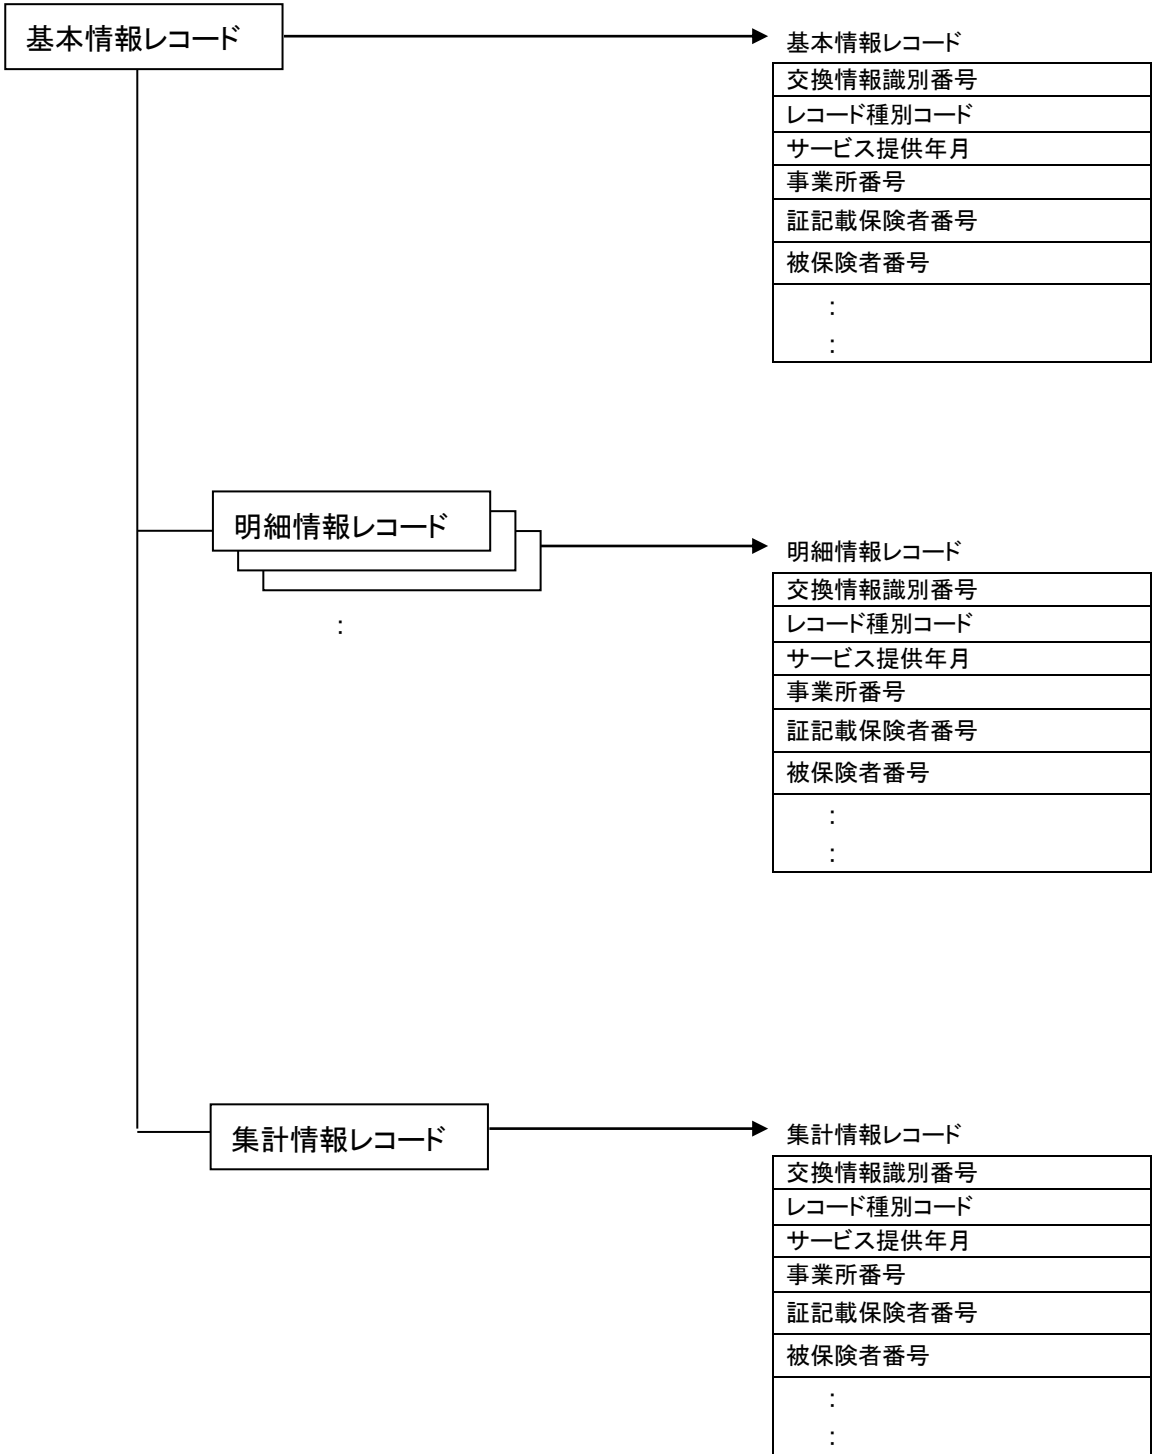 基本情報レコード
基本情報レコード
交換情報識別番号
レコード種別コード
サービス提供年月
事業所番号
証記載保険者番号
被保険者番号
:
:
明細情報レコード
:
明細情報レコード
交換情報識別番号
レコード種別コード
サービス提供年月
事業所番号
証記載保険者番号
被保険者番号
:
:
集計情報レコード
集計情報レコード
交換情報識別番号
レコード種別コード
サービス提供年月
事業所番号
証記載保険者番号
被保険者番号
:
: